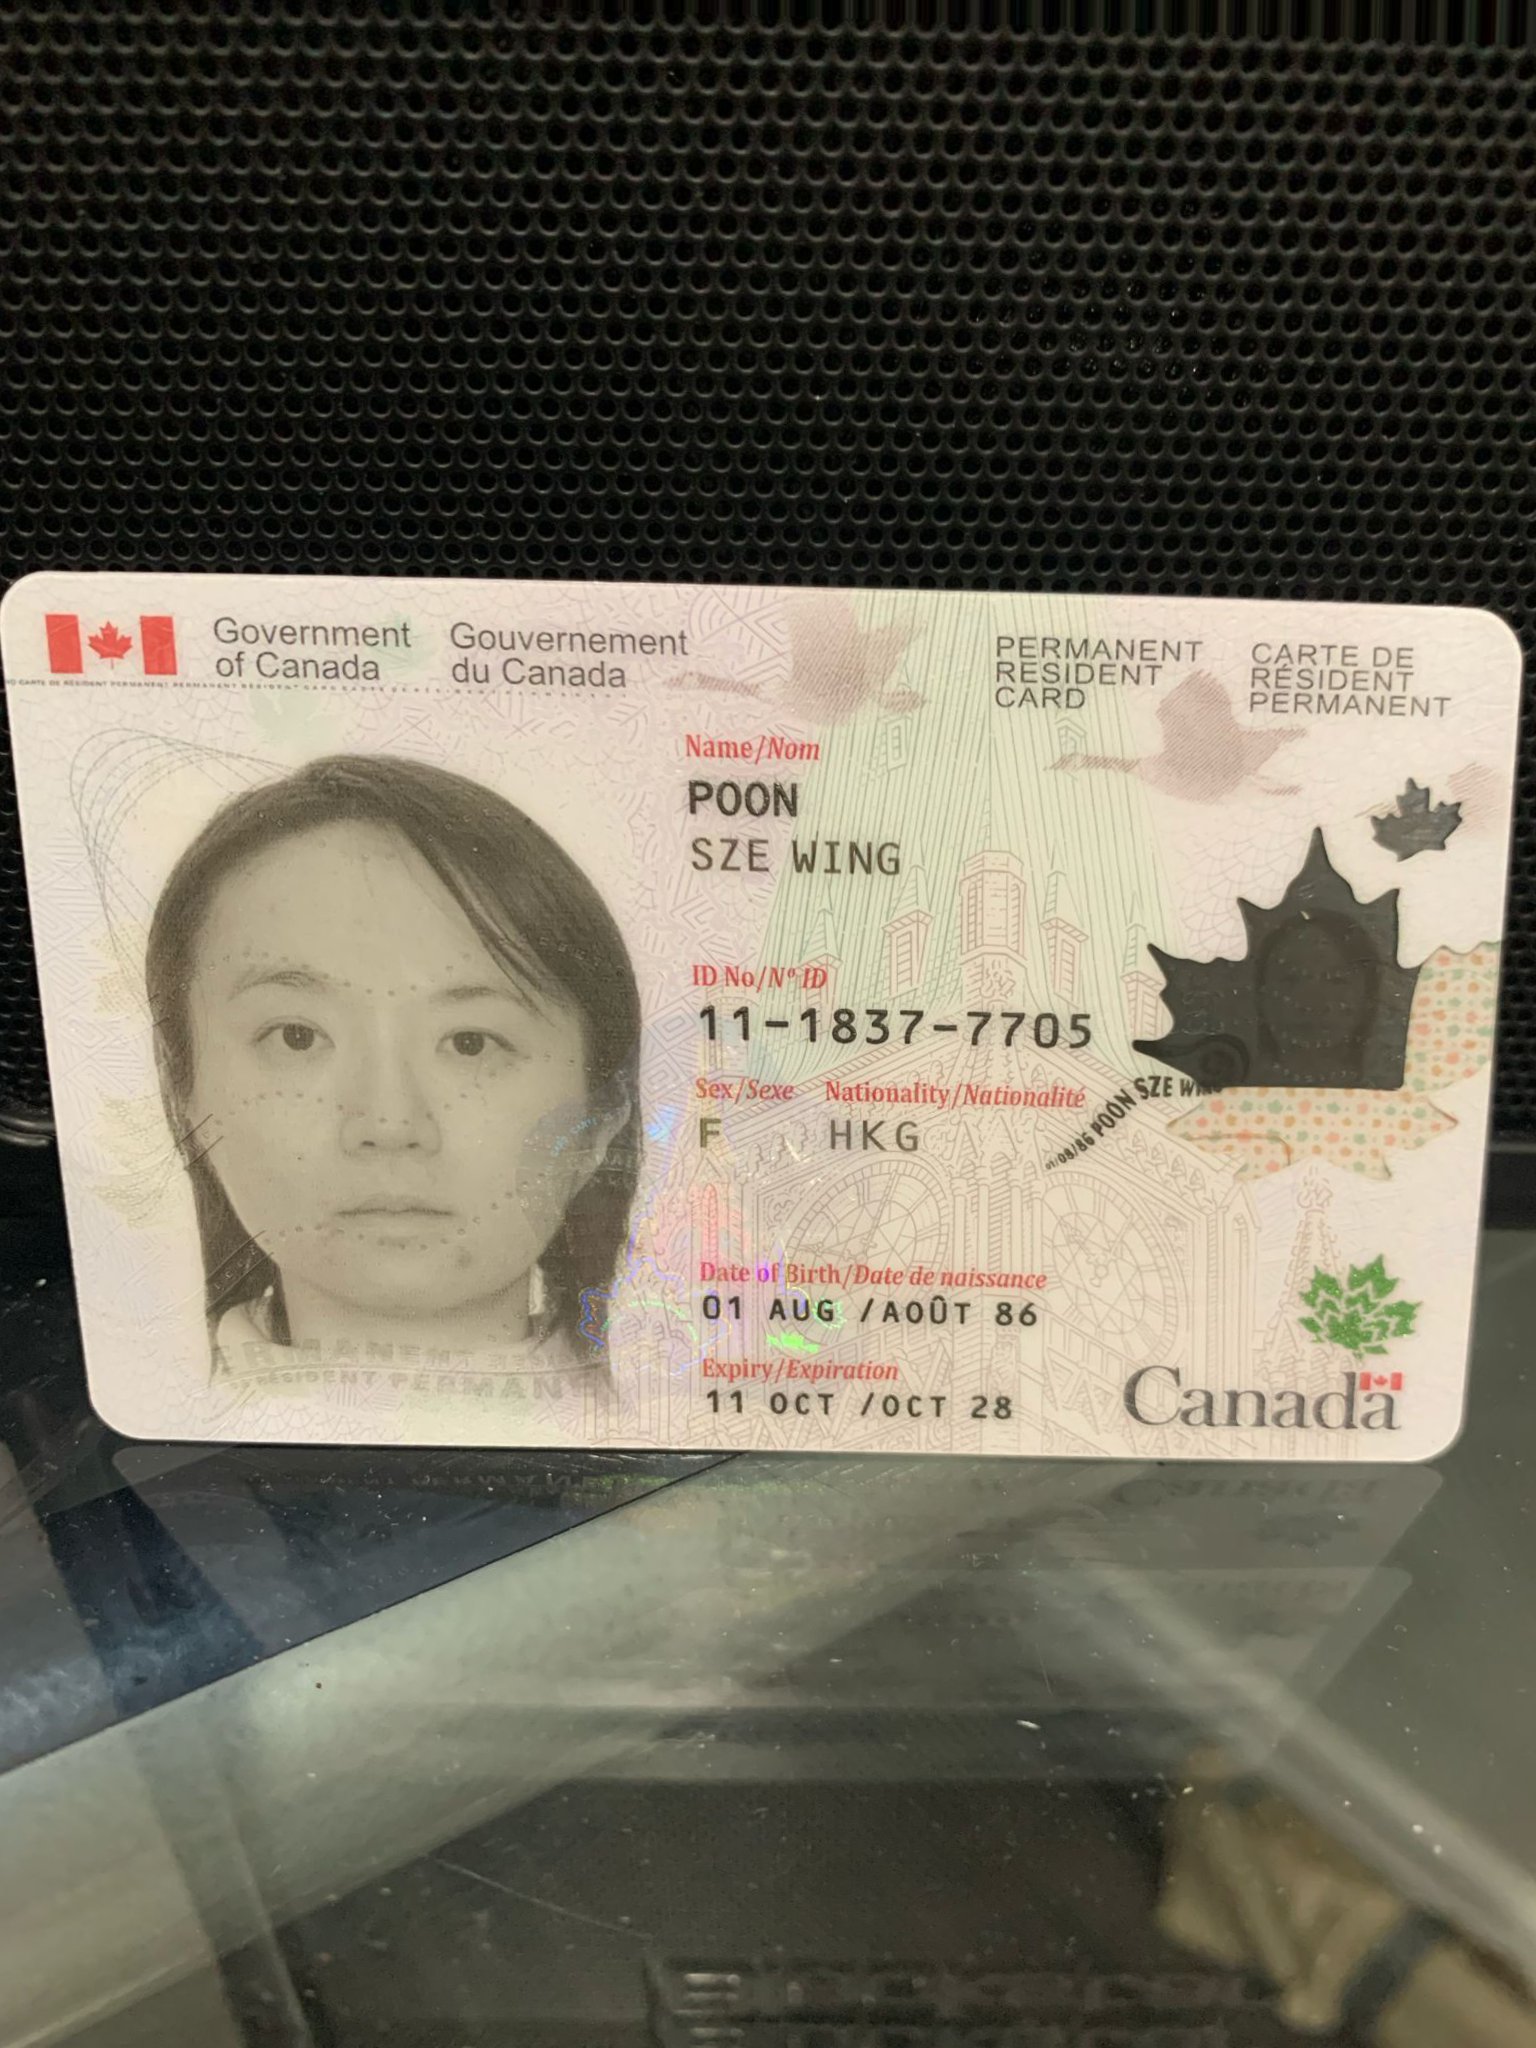 Government
of Canada
Gouvernement
du Canada
PERMANENT
RESIDENT
CARD
CARTE DE
RÉSIDENT
PERMANENT
Name/Nom
POON
SZE WING
ID No/Nº ID
11-1837-7705
Sex/Sexe Nationality/Nationalité
F HKG
01/08/86 POON SZE WING
Date of Birth/Date de naissance
01 AUG /AOÛT 86
Expiry/Expiration
11 OCT /OCT 28
Canada